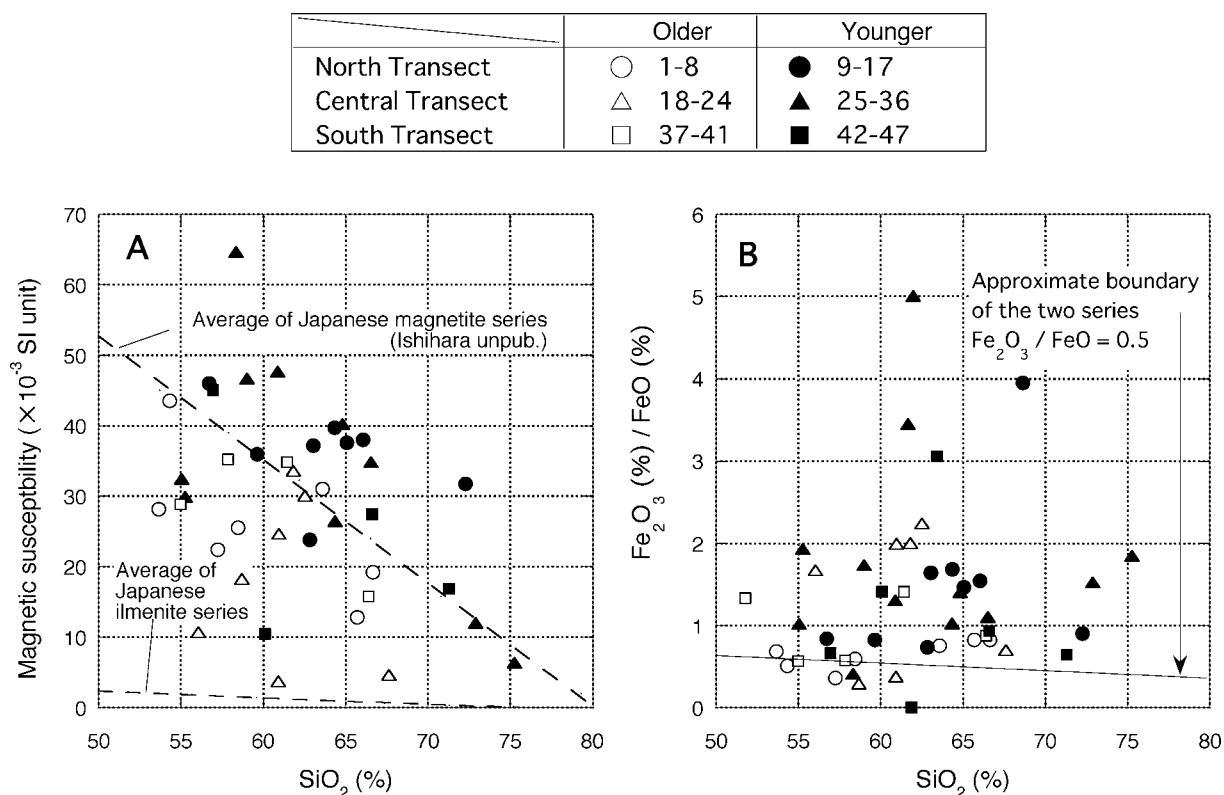 Older Younger
North Transect ○ 1-8 ● 9-17
Central Transect △ 18-24 ▲ 25-36
South Transect □ 37-41 ■ 42-47
A
Magnetic susceptbility (×10⁻³ SI unit)
70
60
50
40
30
20
10
0
Average of Japanese magnetite series
(Ishihara unpub.)
Average of
Japanese
ilmenite series
50 55 60 65 70 75 80
SiO₂ (%)
B
Fe₂O₃ (%) / FeO (%)
6
5
4
3
2
1
0
Approximate boundary
of the two series
Fe₂O₃ / FeO = 0.5
50 55 60 65 70 75 80
SiO₂ (%)